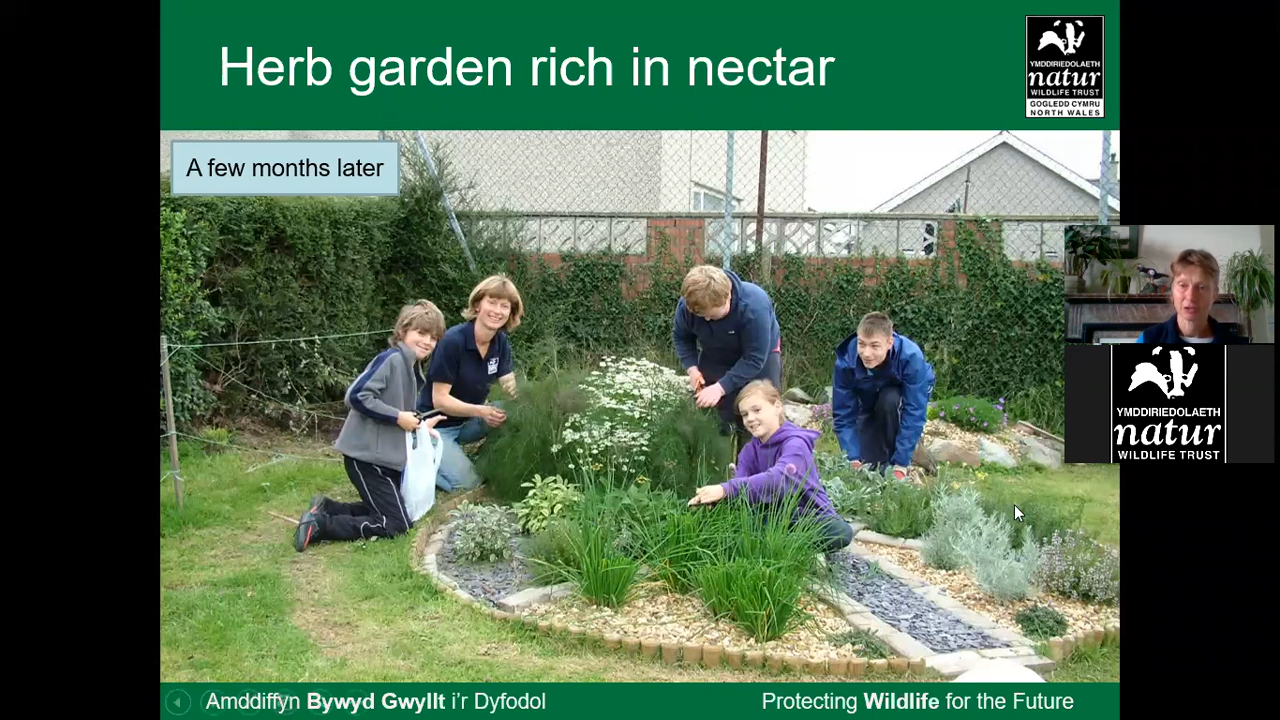 Herb garden rich in nectar
YMDDIRIEDOLAETH
natur
WILDLIFE TRUST
GOGLEDD CYMRU
NORTH WALES
A few months later
YMDDIRIEDOLAETH
natur
WILDLIFE TRUST
Amddiffyn Bywyd Gwyllt i'r Dyfodol
Protecting Wildlife for the Future